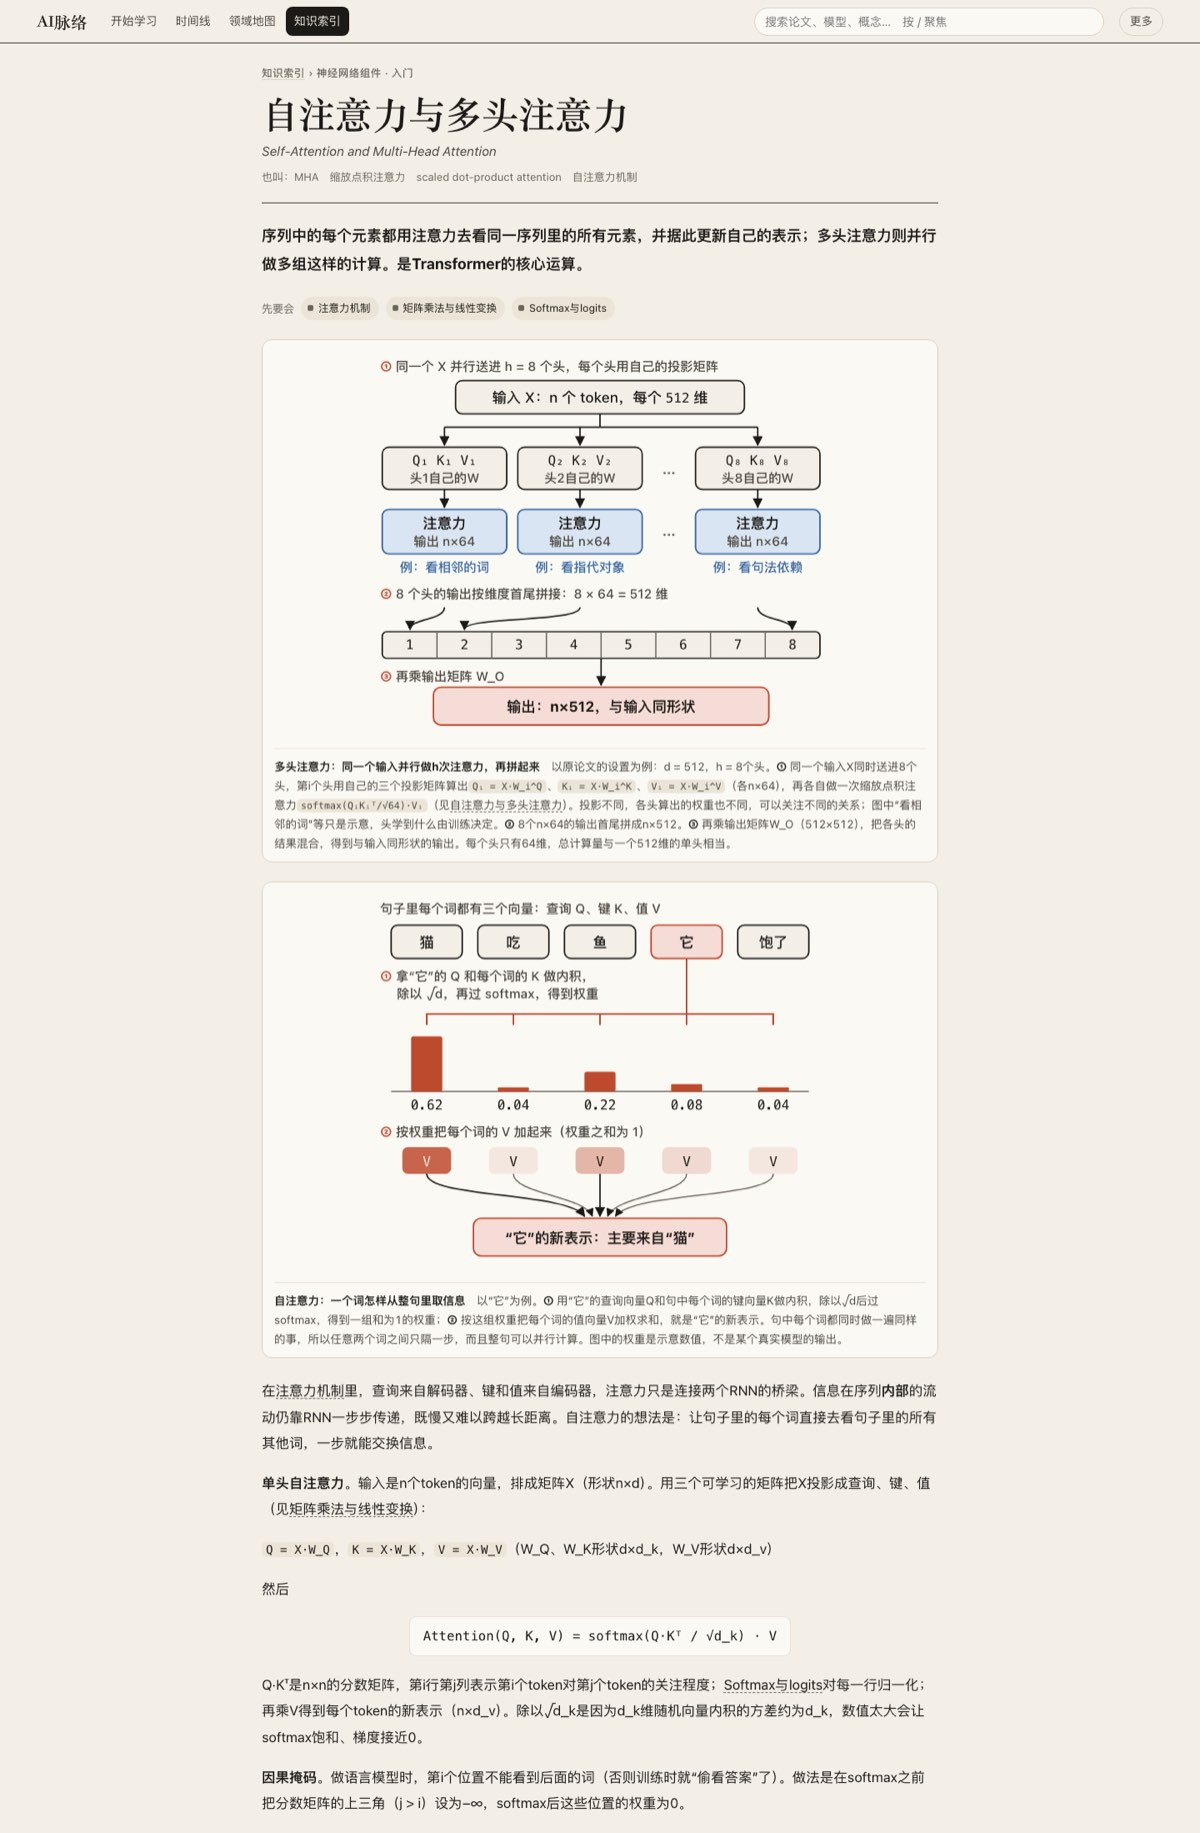 AI脉络 开始学习 时间线 领域地图 知识索引 搜索论文、模型、概念… 按 / 聚焦 更多
知识索引 › 神经网络组件 · 入门
自注意力与多头注意力
Self-Attention and Multi-Head Attention
也叫：MHA 缩放点积注意力 scaled dot-product attention 自注意力机制
序列中的每个元素都用注意力去看同一序列里的所有元素，并据此更新自己的表示；多头注意力则并行
做多组这样的计算。是Transformer的核心运算。
先要会 注意力机制 矩阵乘法与线性变换 Softmax与logits
① 同一个 X 并行送进 h = 8 个头，每个头用自己的投影矩阵
输入 X：n 个 token，每个 512 维
Q₁ K₁ V₁ Q₂ K₂ V₂ … Q₈ K₈ V₈
头1自己的W 头2自己的W 头8自己的W
注意力 注意力 … 注意力
输出 n×64 输出 n×64 输出 n×64
例：看相邻的词 例：看指代对象 例：看句法依赖
② 8 个头的输出按维度首尾拼接：8 × 64 = 512 维
1 2 3 4 5 6 7 8
③ 再乘输出矩阵 W_O
输出：n×512，与输入同形状
多头注意力：同一个输入并行做h次注意力，再拼起来 以原论文的设置为例：d = 512，h = 8个头。① 同一个输入X同时送进8个
头，第i个头用自己的三个投影矩阵算出 Qᵢ = X·W_i^Q、Kᵢ = X·W_i^K、Vᵢ = X·W_i^V（各n×64），再各自做一次缩放点积注
意力 softmax(QᵢKᵢᵀ/√64)·Vᵢ（见自注意力与多头注意力）。投影不同，各头算出的权重也不同，可以关注不同的关系；图中“看相
邻的词”等只是示意，头学到什么由训练决定。② 8个n×64的输出首尾拼成n×512。③ 再乘输出矩阵W_O（512×512），把各头的
结果混合，得到与输入同形状的输出。每个头只有64维，总计算量与一个512维的单头相当。
句子里每个词都有三个向量：查询 Q、键 K、值 V
猫 吃 鱼 它 饱了
① 拿“它”的 Q 和每个词的 K 做内积，
除以 √d，再过 softmax，得到权重
0.62 0.04 0.22 0.08 0.04
② 按权重把每个词的 V 加起来（权重之和为 1）
V V V V V
“它”的新表示：主要来自“猫”
自注意力：一个词怎样从整句里取信息 以“它”为例。① 用“它”的查询向量Q和句中每个词的键向量K做内积，除以√d后过
softmax，得到一组和为1的权重；② 按这组权重把每个词的值向量V加权求和，就是“它”的新表示。句中每个词都同时做一遍同样
的事，所以任意两个词之间只隔一步，而且整句可以并行计算。图中的权重是示意数值，不是某个真实模型的输出。
在注意力机制里，查询来自解码器、键和值来自编码器，注意力只是连接两个RNN的桥梁。信息在序列内部的流
动仍靠RNN一步步传递，既慢又难以跨越长距离。自注意力的想法是：让句子里的每个词直接去看句子里的所有
其他词，一步就能交换信息。
单头自注意力。输入是n个token的向量，排成矩阵X（形状n×d）。用三个可学习的矩阵把X投影成查询、键、值
（见矩阵乘法与线性变换）：
Q = X·W_Q，K = X·W_K，V = X·W_V（W_Q、W_K形状d×d_k，W_V形状d×d_v）
然后
Attention(Q, K, V) = softmax(Q·Kᵀ / √d_k) · V
Q·Kᵀ是n×n的分数矩阵，第i行第j列表示第i个token对第j个token的关注程度；Softmax与logits对每一行归一化；
再乘V得到每个token的新表示（n×d_v）。除以√d_k是因为d_k维随机向量内积的方差约为d_k，数值太大会让
softmax饱和、梯度接近0。
因果掩码。做语言模型时，第i个位置不能看到后面的词（否则训练时就“偷看答案”了）。做法是在softmax之前
把分数矩阵的上三角（j > i）设为−∞，softmax后这些位置的权重为0。